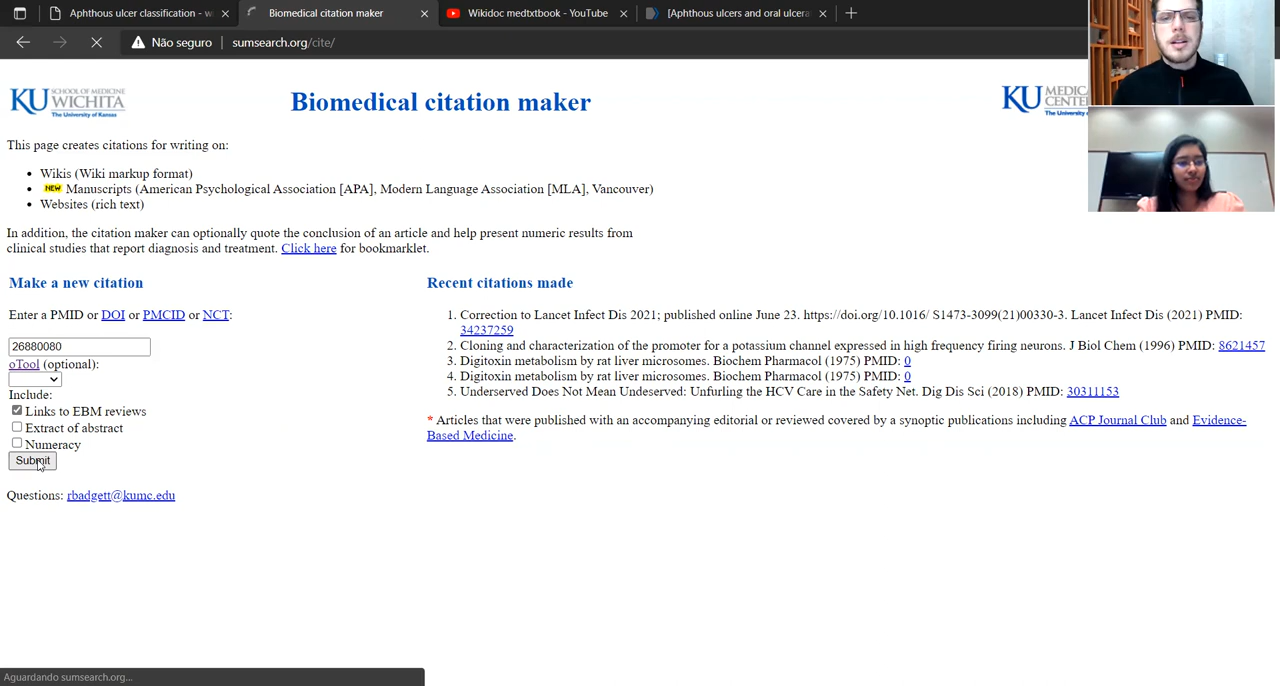 Aphthous ulcer classification - w
Biomedical citation maker
Wikidoc medtxtbook - YouTube
[Aphthous ulcers and oral ulcera
Não seguro
sumsearch.org/cite/
KU SCHOOL OF MEDICINE
WICHITA
The University of Kansas
Biomedical citation maker
KU MEDICA
CENTE
The University o
This page creates citations for writing on:
• Wikis (Wiki markup format)
• NEW Manuscripts (American Psychological Association [APA], Modern Language Association [MLA], Vancouver)
• Websites (rich text)
In addition, the citation maker can optionally quote the conclusion of an article and help present numeric results from
clinical studies that report diagnosis and treatment. Click here for bookmarklet.
Make a new citation
Enter a PMID or DOI or PMCID or NCT:
26880080
oTool (optional):
Include:
Links to EBM reviews
Extract of abstract
Numeracy
Submit
Questions: rbadgett@kumc.edu
Recent citations made
1. Correction to Lancet Infect Dis 2021; published online June 23. https://doi.org/10.1016/ S1473-3099(21)00330-3. Lancet Infect Dis (2021) PMID:
34237259
2. Cloning and characterization of the promoter for a potassium channel expressed in high frequency firing neurons. J Biol Chem (1996) PMID: 8621457
3. Digitoxin metabolism by rat liver microsomes. Biochem Pharmacol (1975) PMID: 0
4. Digitoxin metabolism by rat liver microsomes. Biochem Pharmacol (1975) PMID: 0
5. Underserved Does Not Mean Undeserved: Unfurling the HCV Care in the Safety Net. Dig Dis Sci (2018) PMID: 30311153
* Articles that were published with an accompanying editorial or reviewed covered by a synoptic publications including ACP Journal Club and Evidence-
Based Medicine.
Aguardando sumsearch.org...